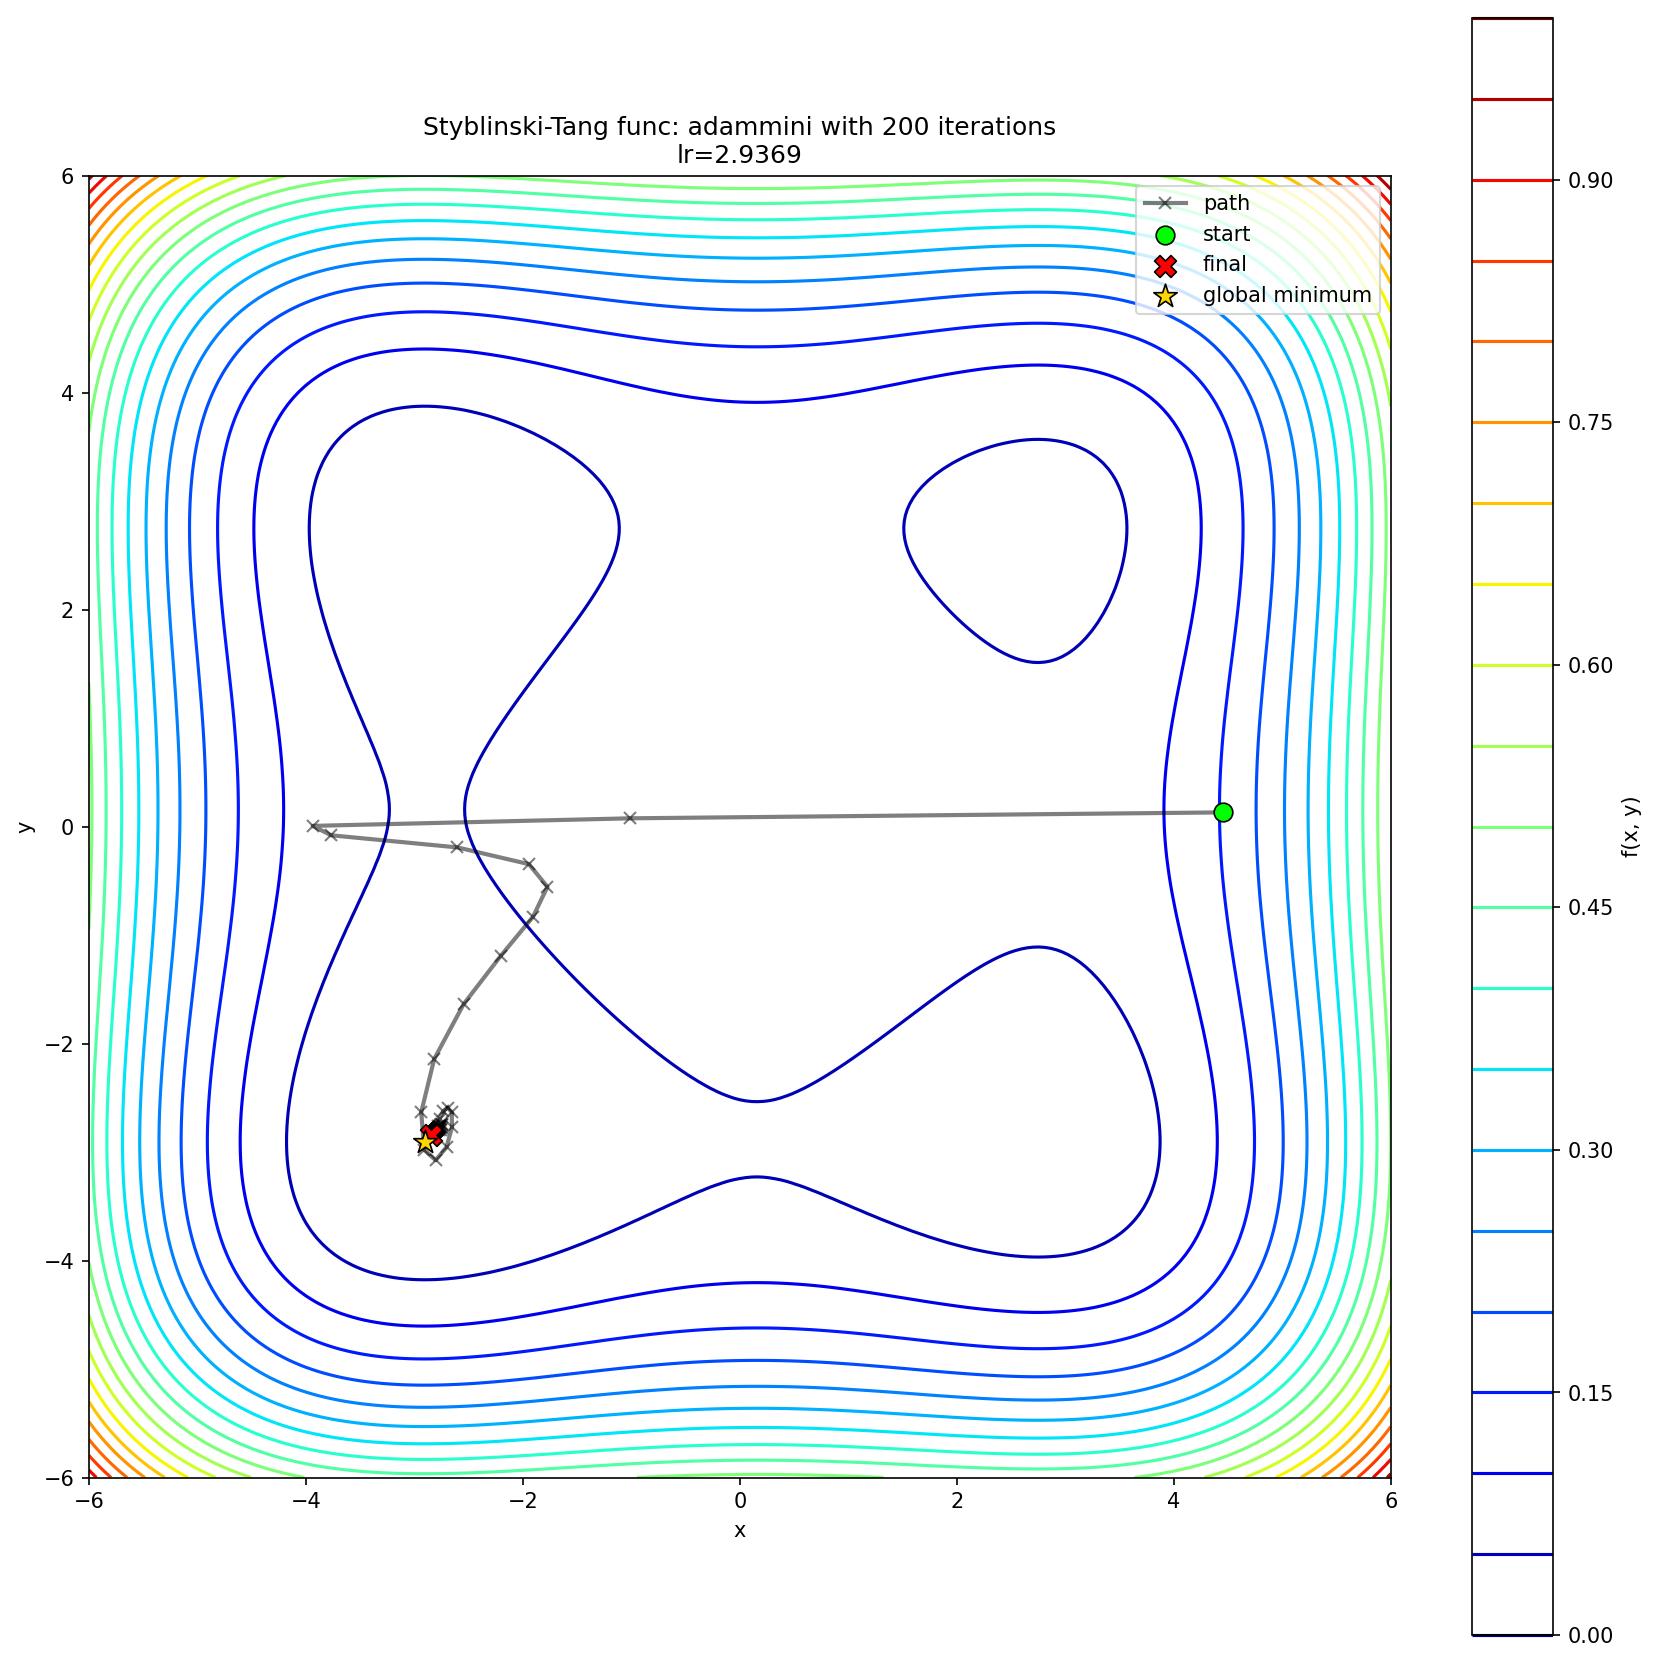 Styblinski-Tang func: adammini with 200 iterations
lr=2.9369
path
start
final
global minimum
6
4
2
0
−2
−4
−6
y
−6
−4
−2
0
2
4
6
x
0.90
0.75
0.60
0.45
0.30
0.15
0.00
f(x, y)